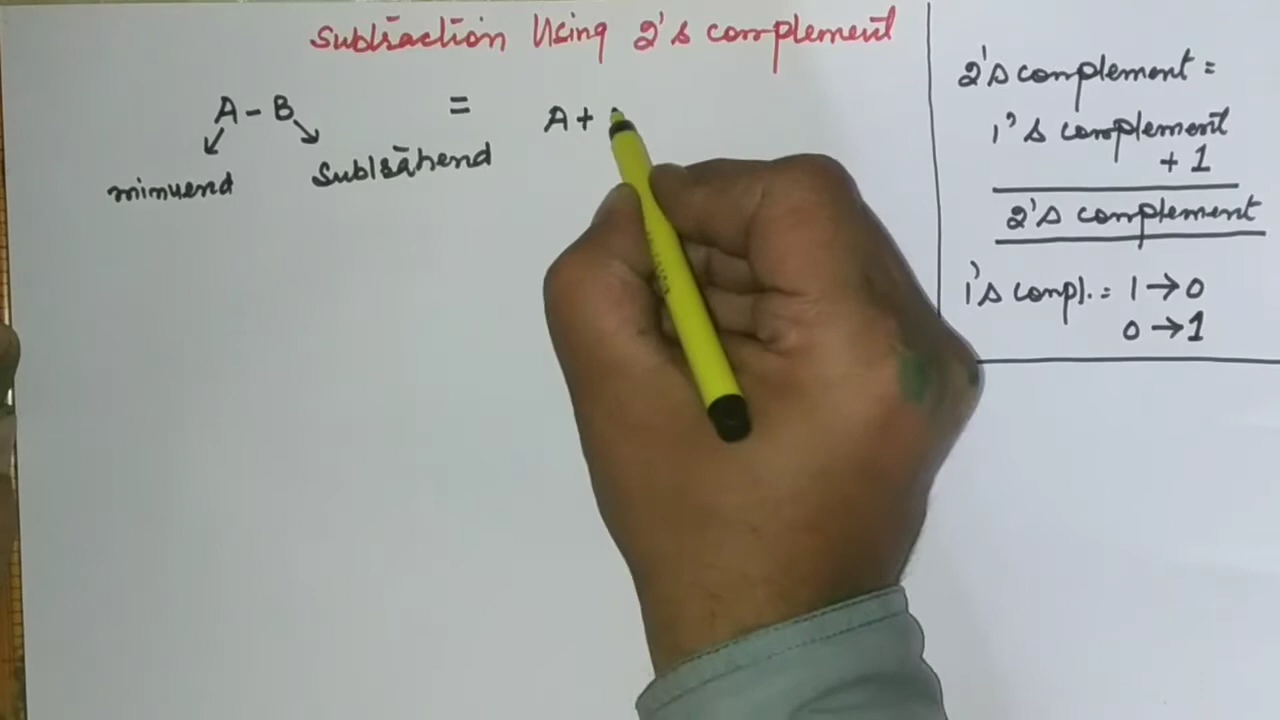 Subtraction Using 2's complement
A - B = A +
minuend
Subtrahend
2's complement =
1's complement
+ 1
2's complement
1's compl. = 1 → 0
0 → 1